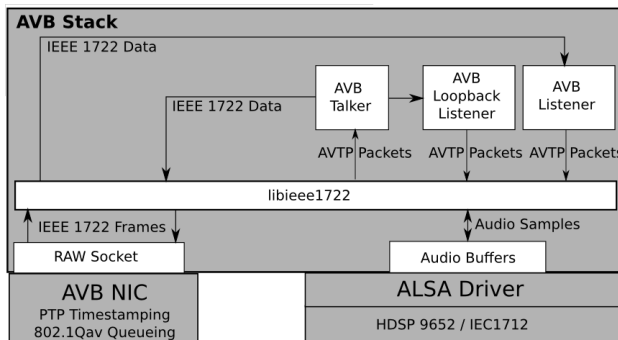 AVB Stack
IEEE 1722 Data
IEEE 1722 Data
AVB
Talker
AVB
Loopback
Listener
AVB
Listener
AVTP Packets
AVTP Packets
AVTP Packets
libieee1722
IEEE 1722 Frames
Audio Samples
RAW Socket
Audio Buffers
AVB NIC
PTP Timestamping
802.1Qav Queueing
ALSA Driver
HDSP 9652 / IEC1712